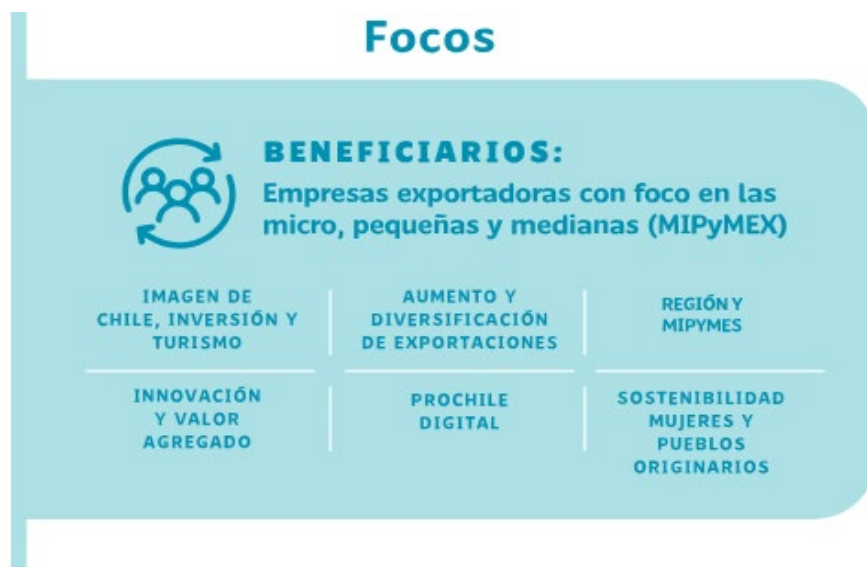 Focos
BENEFICIARIOS:
Empresas exportadoras con foco en las
micro, pequeñas y medianas (MIPyMEX)
IMAGEN DE
CHILE, INVERSIÓN Y
TURISMO
AUMENTO Y
DIVERSIFICACIÓN
DE EXPORTACIONES
REGIÓN Y
MIPYMES
INNOVACIÓN
Y VALOR
AGREGADO
PROCHILE
DIGITAL
SOSTENIBILIDAD
MUJERES Y
PUEBLOS
ORIGINARIOS